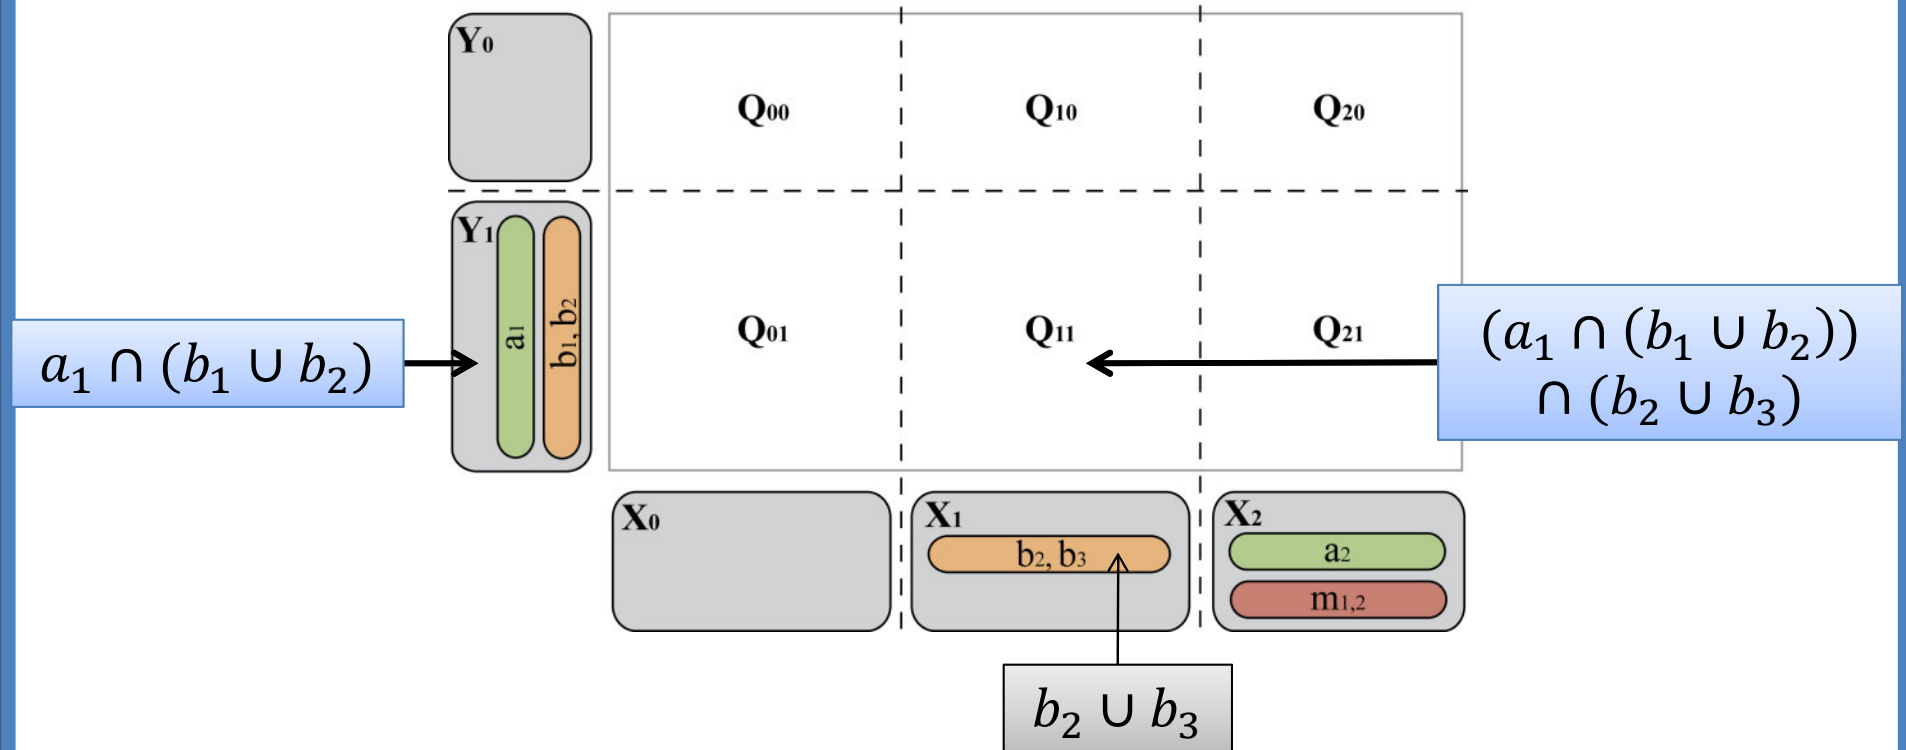 Y0
Q00 Q10 Q20
Y1
a1
b1, b2
Q01 Q11 Q21
a₁ ∩ (b₁ ∪ b₂)
(a₁ ∩ (b₁ ∪ b₂))
∩ (b₂ ∪ b₃)
X0
X1
b2, b3
X2
a2
m1,2
b₂ ∪ b₃